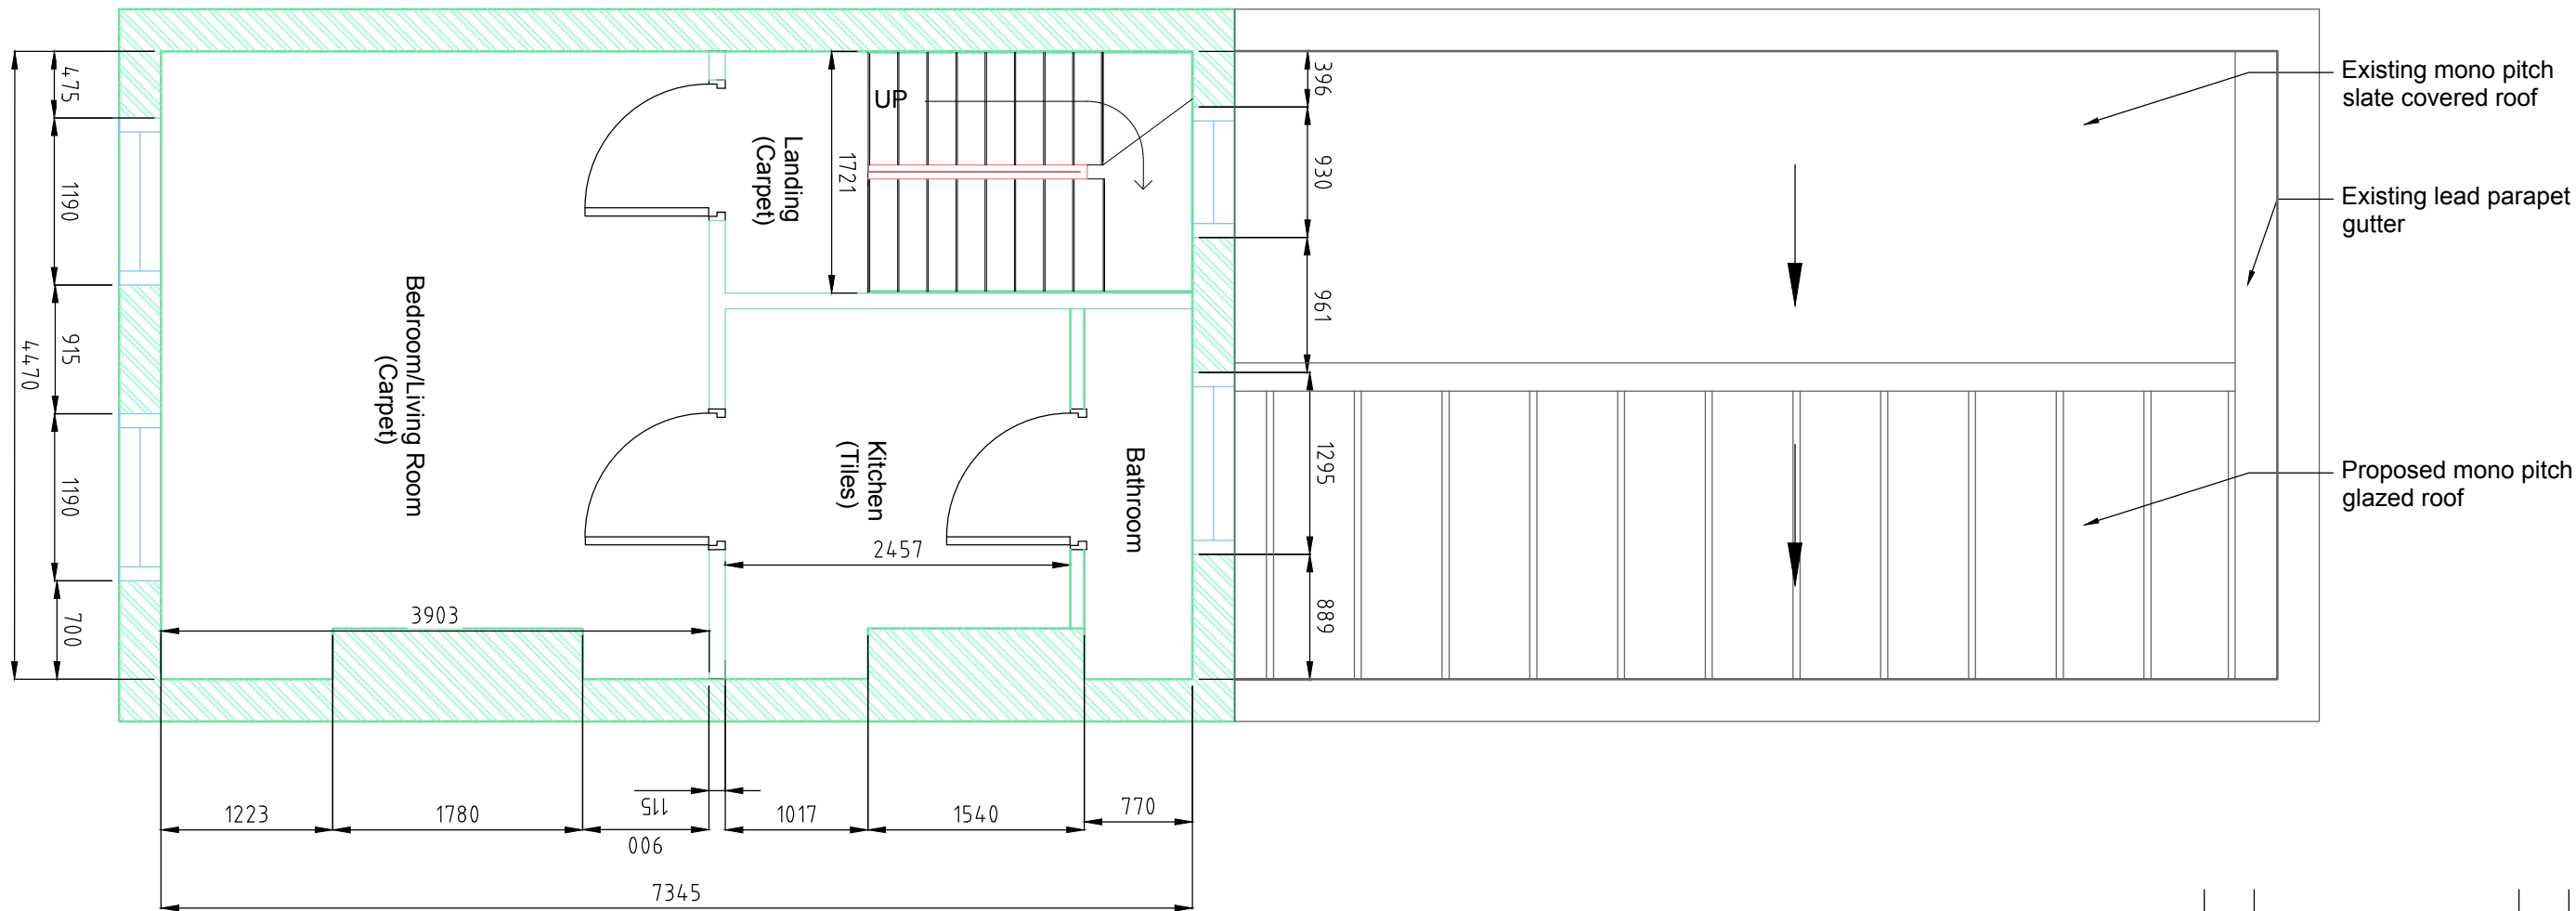 Existing mono pitch
slate covered roof
Existing lead parapet
gutter
Proposed mono pitch
glazed roof
UP
Landing
(Carpet)
1721
Bedroom/Living Room
(Carpet)
Kitchen
(Tiles)
Bathroom
2457
3903
475
1190
915
1190
700
4470
396
930
961
1295
889
1223
1780
900
115
1017
1540
770
7345